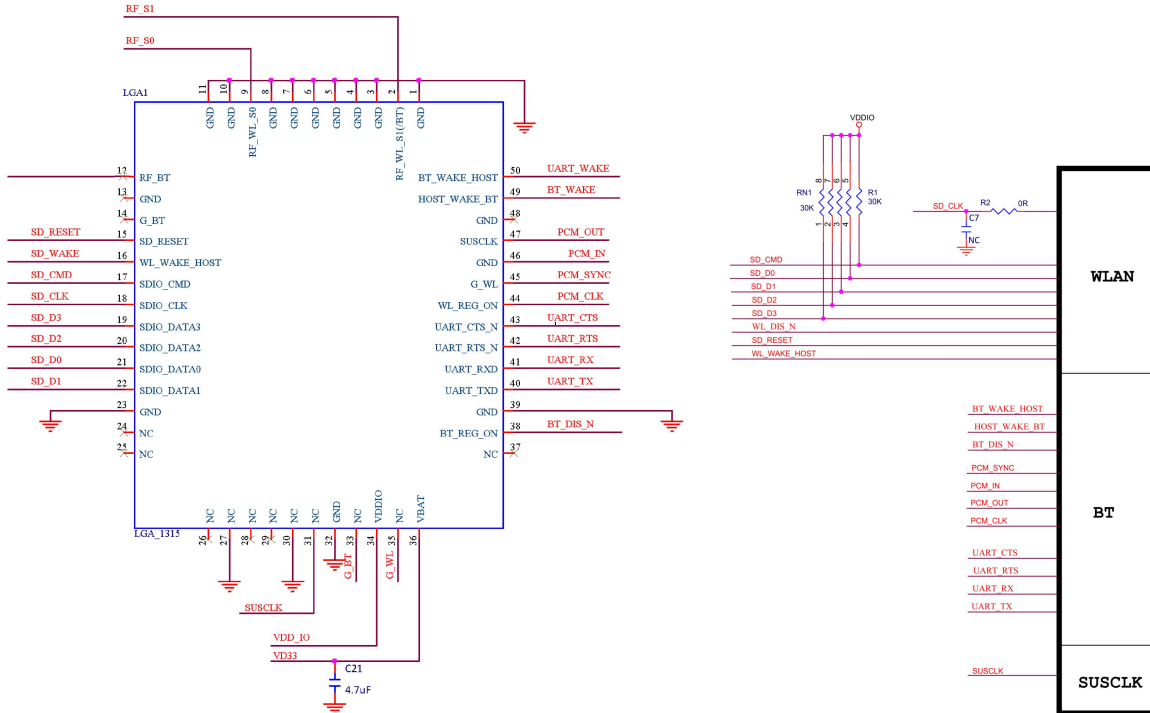 RF_S1
RF_S0
LGA1
11 10 9 8 7 6 5 4 3 2 1
GND GND RF_WL_S0 GND GND GND GND GND GND RF_WL_S1(/BT) GND
12 RF_BT
13 GND
14 G_BT
SD_RESET 15 SD_RESET
SD_WAKE 16 WL_WAKE_HOST
SD_CMD 17 SDIO_CMD
SD_CLK 18 SDIO_CLK
SD_D3 19 SDIO_DATA3
SD_D2 20 SDIO_DATA2
SD_D0 21 SDIO_DATA0
SD_D1 22 SDIO_DATA1
23 GND
24 NC
25 NC
BT_WAKE_HOST 50 UART_WAKE
HOST_WAKE_BT 49 BT_WAKE
GND 48
SUSCLK 47 PCM_OUT
GND 46 PCM_IN
G_WL 45 PCM_SYNC
WL_REG_ON 44 PCM_CLK
UART_CTS_N 43 UART_CTS
UART_RTS_N 42 UART_RTS
UART_RXD 41 UART_RX
UART_TXD 40 UART_TX
GND 39
BT_REG_ON 38 BT_DIS_N
NC 37
NC NC NC NC NC NC GND NC VDDIO NC VBAT
LGA_1315
26 27 28 29 30 31 32 33 34 35 36
G_BT
G_WL
SUSCLK
VDD_IO
VD33
C21
4.7uF
VDDIO
8 7 6 5
RN1
30K
R1
30K
1 2 3 4
SD_CLK
R2
0R
C7
NC
SD_CMD
SD_D0
SD_D1
SD_D2
SD_D3
WL_DIS_N
SD_RESET
WL_WAKE_HOST
WLAN
BT_WAKE_HOST
HOST_WAKE_BT
BT_DIS_N
PCM_SYNC
PCM_IN
PCM_OUT
PCM_CLK
BT
UART_CTS
UART_RTS
UART_RX
UART_TX
SUSCLK
SUSCLK